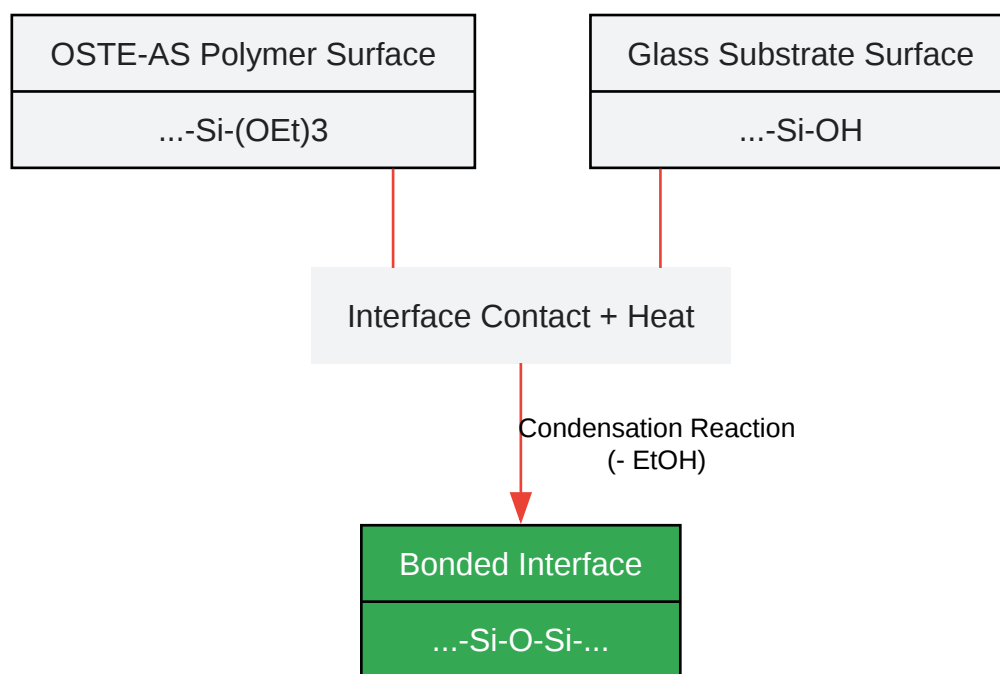 OSTE-AS Polymer Surface
...-Si-(OEt)3
Glass Substrate Surface
...-Si-OH
Interface Contact + Heat
Condensation Reaction
(- EtOH)
Bonded Interface
...-Si-O-Si-...